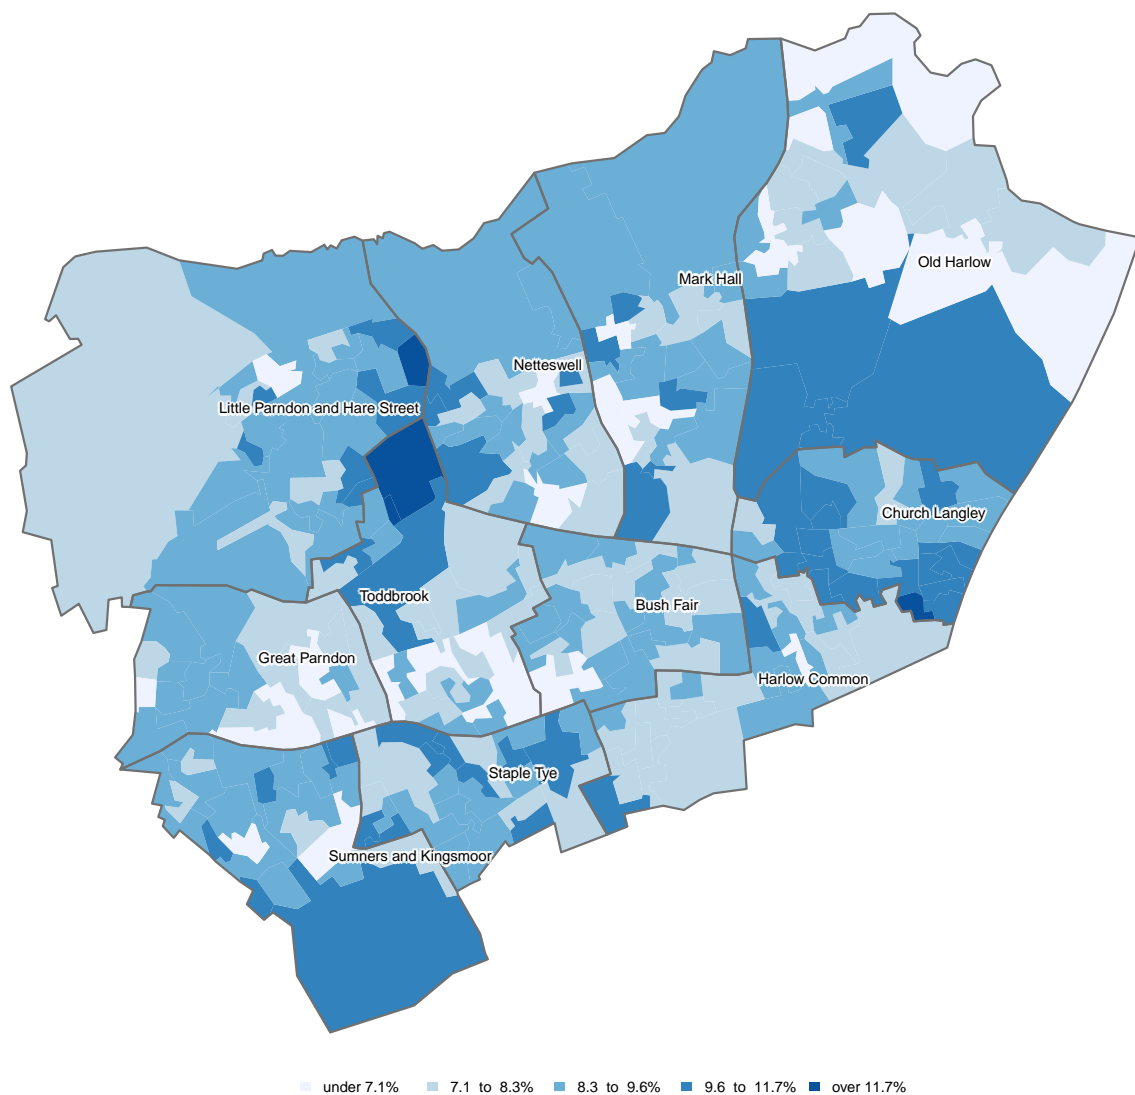 Old Harlow
Mark Hall
Netteswell
Little Parndon and Hare Street
Church Langley
Toddbrook
Bush Fair
Great Parndon
Harlow Common
Staple Tye
Sumners and Kingsmoor
under 7.1% 7.1 to 8.3% 8.3 to 9.6% 9.6 to 11.7% over 11.7%